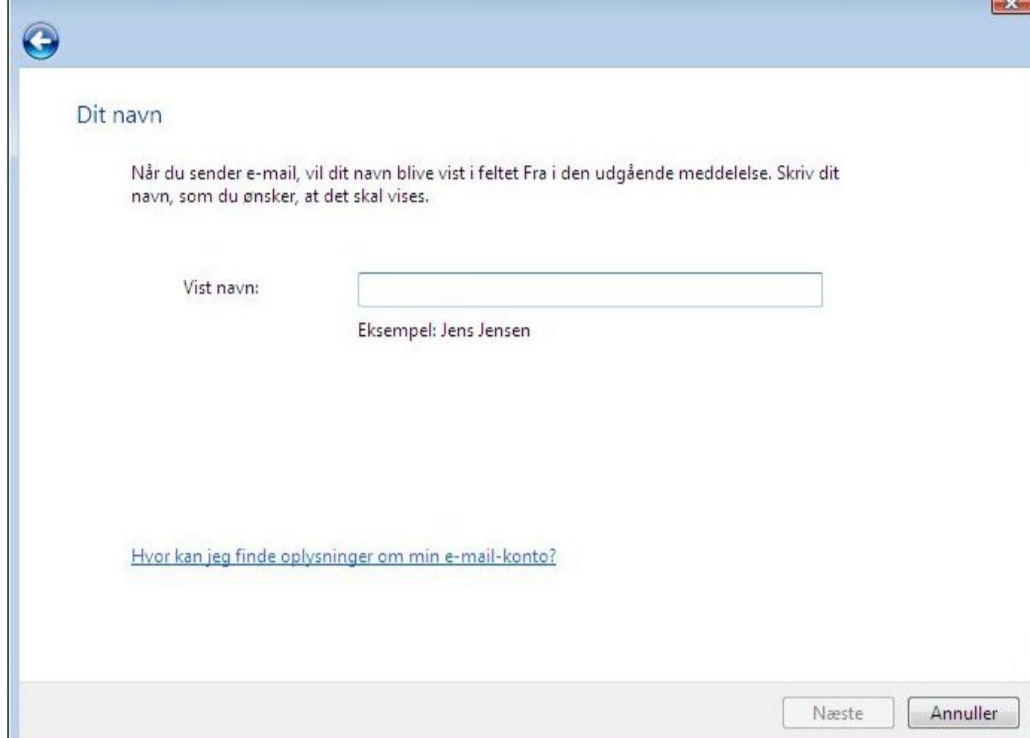 Dit navn
Når du sender e-mail, vil dit navn blive vist i feltet Fra i den udgående meddelelse. Skriv dit
navn, som du ønsker, at det skal vises.
Vist navn:
Eksempel: Jens Jensen
Hvor kan jeg finde oplysninger om min e-mail-konto?
Næste
Annuller